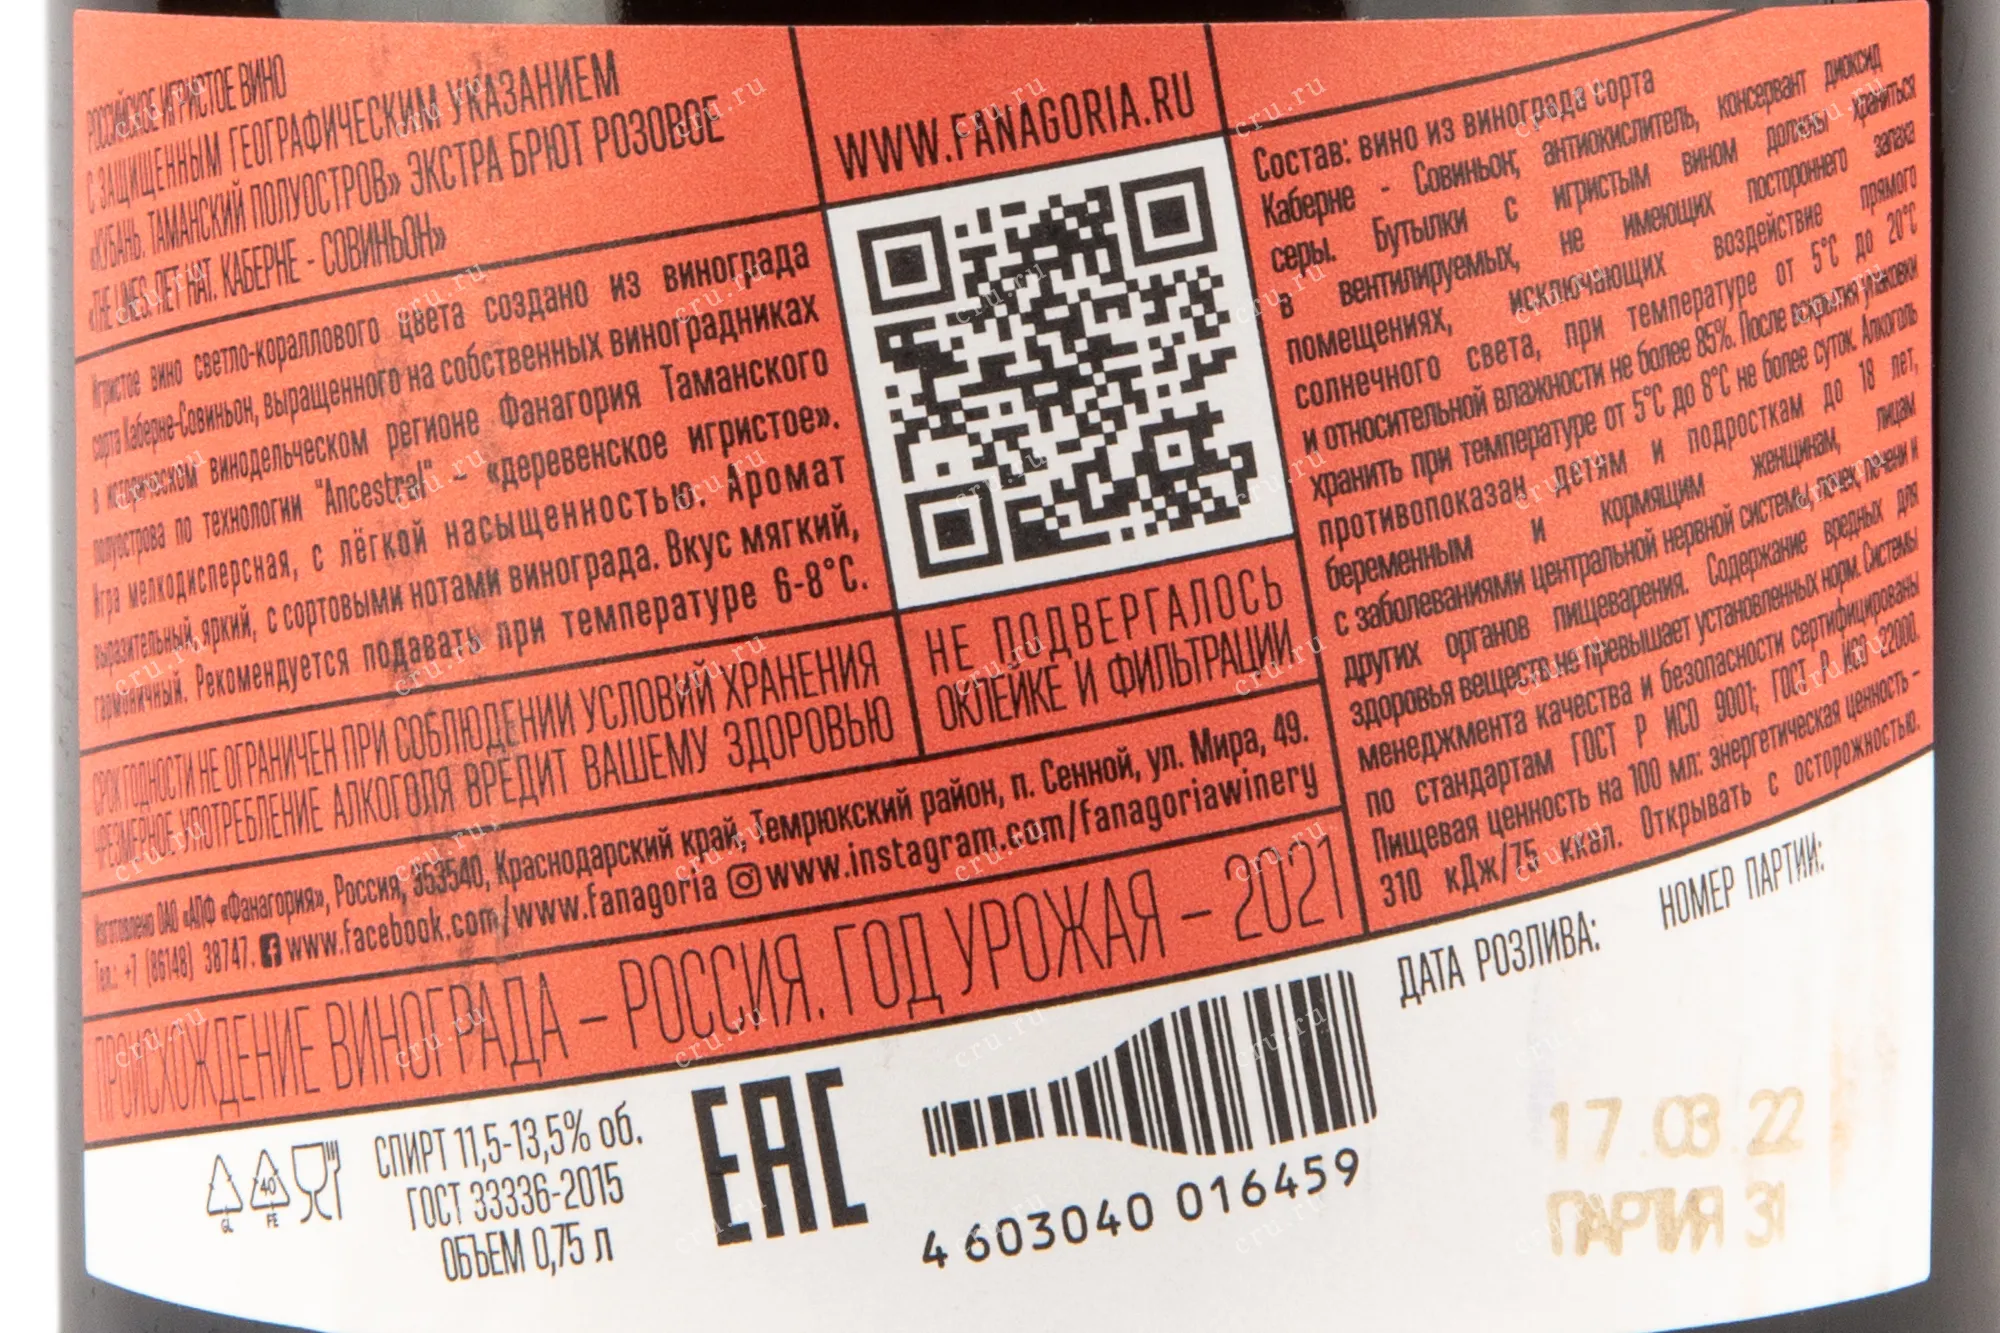 РОССИЙСКОЕ ИГРИСТОЕ ВИНО
С ЗАЩИЩЕННЫМ ГЕОГРАФИЧЕСКИМ УКАЗАНИЕМ
«КУБАНЬ. ТАМАНСКИЙ ПОЛУОСТРОВ» ЭКСТРА БРЮТ РОЗОВОЕ
«THE LINES. ПЕТ НАТ. КАБЕРНЕ - СОВИНЬОН»
Игристое вино светло-кораллового цвета создано из винограда
сорта Каберне-Совиньон, выращенного на собственных виноградниках
в историческом винодельческом регионе Фанагория Таманского
полуострова по технологии "Ancestral" – «деревенское игристое».
Игра мелкодисперсная, с лёгкой насыщенностью. Аромат
выразительный, яркий, с сортовыми нотами винограда. Вкус мягкий,
гармоничный. Рекомендуется подавать при температуре 6-8°С.
СРОК ГОДНОСТИ НЕ ОГРАНИЧЕН ПРИ СОБЛЮДЕНИИ УСЛОВИЙ ХРАНЕНИЯ
ЧРЕЗМЕРНОЕ УПОТРЕБЛЕНИЕ АЛКОГОЛЯ ВРЕДИТ ВАШЕМУ ЗДОРОВЬЮ
WWW.FANAGORIA.RU
НЕ ПОДВЕРГАЛОСЬ
ОКЛЕЙКЕ И ФИЛЬТРАЦИИ
Изготовлено ОАО «АПФ «Фанагория», Россия, 353540, Краснодарский край, Темрюкский район, п. Сенной, ул. Мира, 49.
Тел.: +7 (86148) 38747. www.facebook.com/www.fanagoria www.instagram.com/fanagoriawinery
ПРОИСХОЖДЕНИЕ ВИНОГРАДА – РОССИЯ. ГОД УРОЖАЯ – 2021
Состав: вино из винограда сорта
Каберне - Совиньон; антиокислитель, консервант диоксид
серы. Бутылки с игристым вином должны храниться
в вентилируемых, не имеющих постороннего запаха
помещениях, исключающих воздействие прямого
солнечного света, при температуре от 5°С до 20°С
и относительной влажности не более 85%. После вскрытия упаковки
хранить при температуре от 5°С до 8°С не более суток. Алкоголь
противопоказан детям и подросткам до 18 лет,
беременным и кормящим женщинам, лицам
с заболеваниями центральной нервной системы, почек, печени и
других органов пищеварения. Содержание вредных для
здоровья веществ не превышает установленных норм. Системы
менеджмента качества и безопасности сертифицированы
по стандартам ГОСТ Р ИСО 9001; ГОСТ Р ИСО 22000.
Пищевая ценность на 100 мл: энергетическая ценность –
310 кДж/75 ккал. Открывать с осторожностью.
ДАТА РОЗЛИВА: НОМЕР ПАРТИИ:
17.03.22
ПАРТИЯ 31
GL
40
FE
СПИРТ 11,5-13,5% об.
ГОСТ 33336-2015
ОБЪЕМ 0,75 л
ЕАС
4 603040 016459
cru.ru